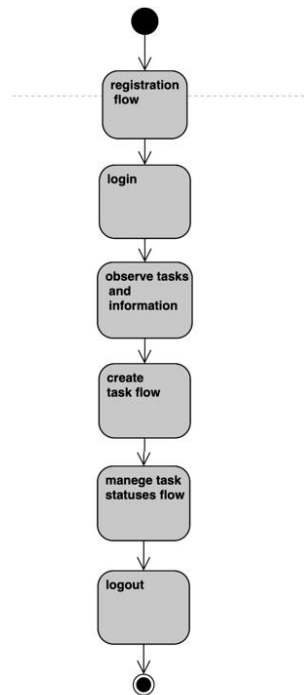 registration
flow
login
observe tasks
and
information
create
task flow
manege task
statuses flow
logout